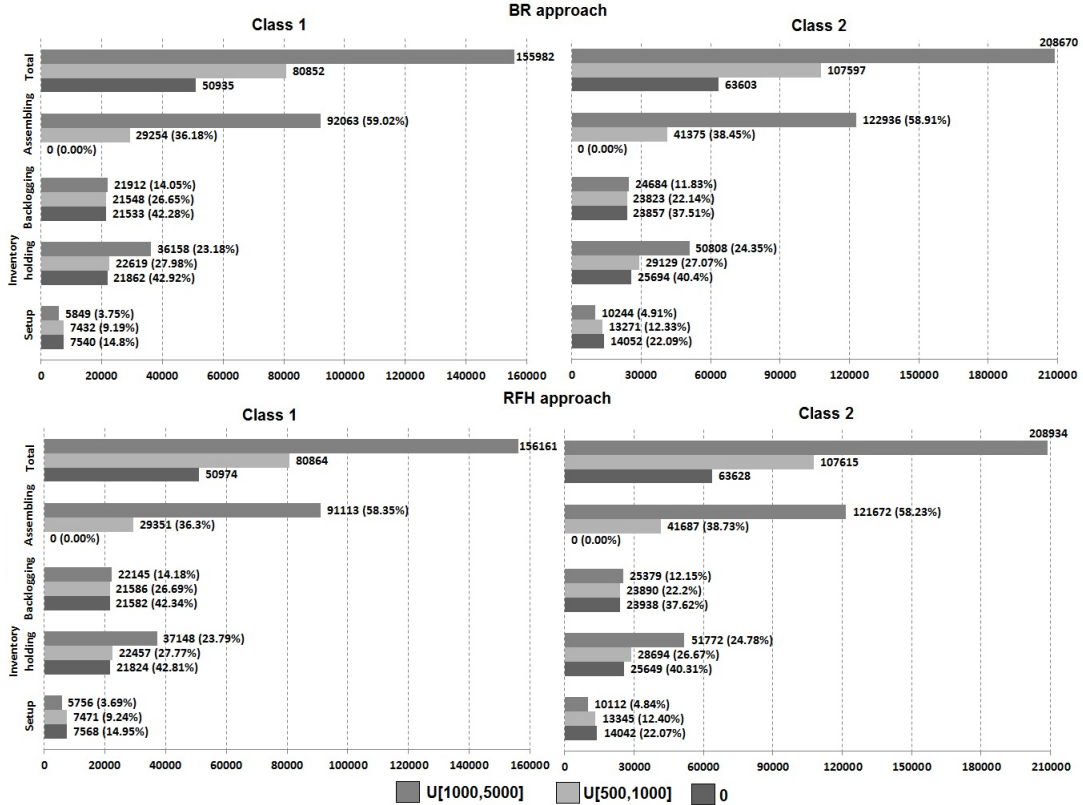 BR approach
Class 1
Class 2
Total
155982
80852
50935
208670
107597
63603
Assembling
92063 (59.02%)
29254 (36.18%)
0 (0.00%)
122936 (58.91%)
41375 (38.45%)
0 (0.00%)
Backlogging
21912 (14.05%)
21548 (26.65%)
21533 (42.28%)
24684 (11.83%)
23823 (22.14%)
23857 (37.51%)
Inventory
holding
36158 (23.18%)
22619 (27.98%)
21862 (42.92%)
50808 (24.35%)
29129 (27.07%)
25694 (40.4%)
Setup
5849 (3.75%)
7432 (9.19%)
7540 (14.8%)
10244 (4.91%)
13271 (12.33%)
14052 (22.09%)
0 20000 40000 60000 80000 100000 120000 140000 160000
0 30000 60000 90000 120000 150000 180000 210000
RFH approach
Class 1
Class 2
Total
156161
80864
50974
208934
107615
63628
Assembling
91113 (58.35%)
29351 (36.3%)
0 (0.00%)
121672 (58.23%)
41687 (38.73%)
0 (0.00%)
Backlogging
22145 (14.18%)
21586 (26.69%)
21582 (42.34%)
25379 (12.15%)
23890 (22.2%)
23938 (37.62%)
Inventory
holding
37148 (23.79%)
22457 (27.77%)
21824 (42.81%)
51772 (24.78%)
28694 (26.67%)
25649 (40.31%)
Setup
5756 (3.69%)
7471 (9.24%)
7568 (14.95%)
10112 (4.84%)
13345 (12.40%)
14042 (22.07%)
0 20000 40000 60000 80000 100000 120000 140000 160000
0 30000 60000 90000 120000 150000 180000 210000
U[1000,5000] U[500,1000] 0